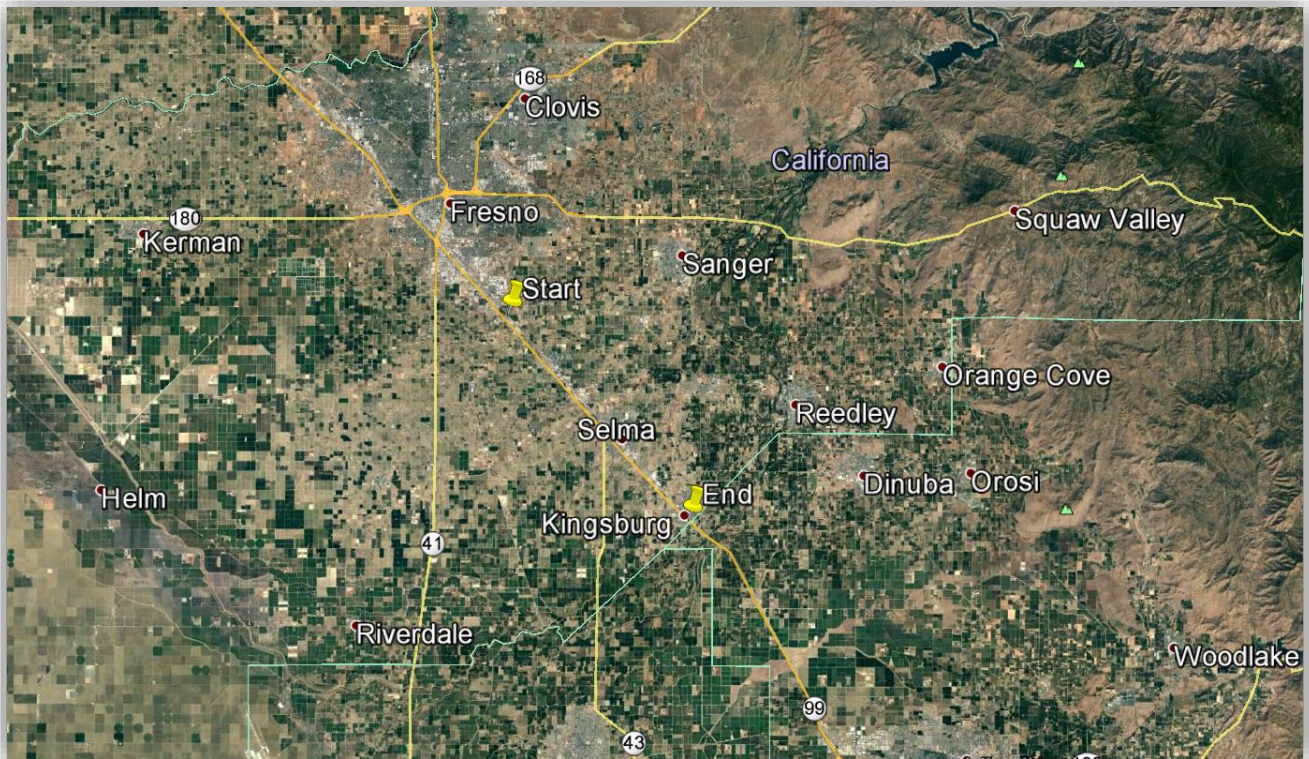 168
Clovis
California
180
Fresno
Squaw Valley
Kerman
Sanger
Start
Orange Cove
Reedley
Selma
Dinuba
Orosi
Helm
End
Kingsburg
41
Riverdale
Woodlake
99
43